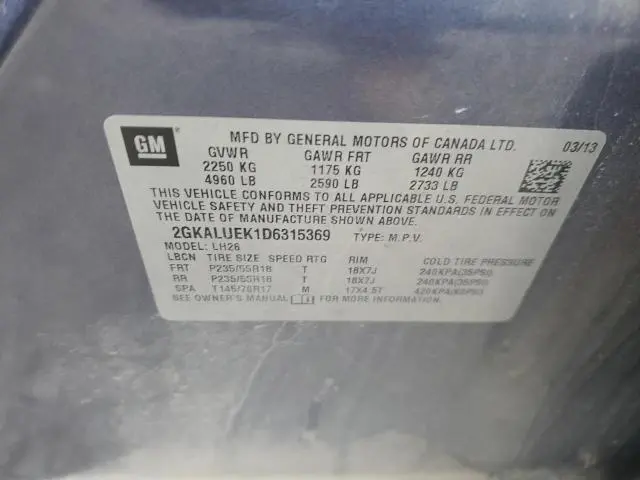 GM
MFD BY GENERAL MOTORS OF CANADA LTD. 03/13
GVWR GAWR FRT GAWR RR
2250 KG 1175 KG 1240 KG
4960 LB 2590 LB 2733 LB
THIS VEHICLE CONFORMS TO ALL APPLICABLE U.S. FEDERAL MOTOR
VEHICLE SAFETY AND THEFT PREVENTION STANDARDS IN EFFECT ON
THE DATE OF MANUFACTURE SHOWN ABOVE.
2GKALUEK1D6315369 TYPE: M.P.V.
MODEL: LH26
LBCN TIRE SIZE SPEED RTG RIM COLD TIRE PRESSURE
FRT P235/55R18 T 18X7J 240KPA(35PSI)
RR P235/55R18 T 18X7J 240KPA(35PSI)
SPA T145/70R17 M 17X4.5T 420KPA(60PSI)
SEE OWNER'S MANUAL FOR MORE INFORMATION.